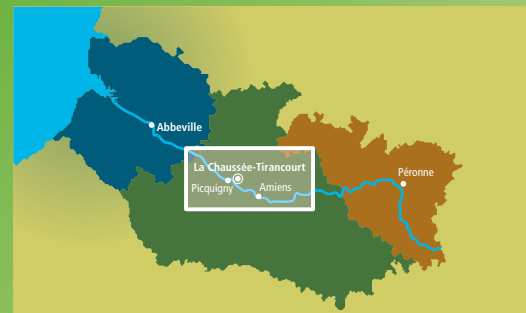 Abbeville
La Chaussée-Tirancourt
Picquigny
Amiens
Péronne